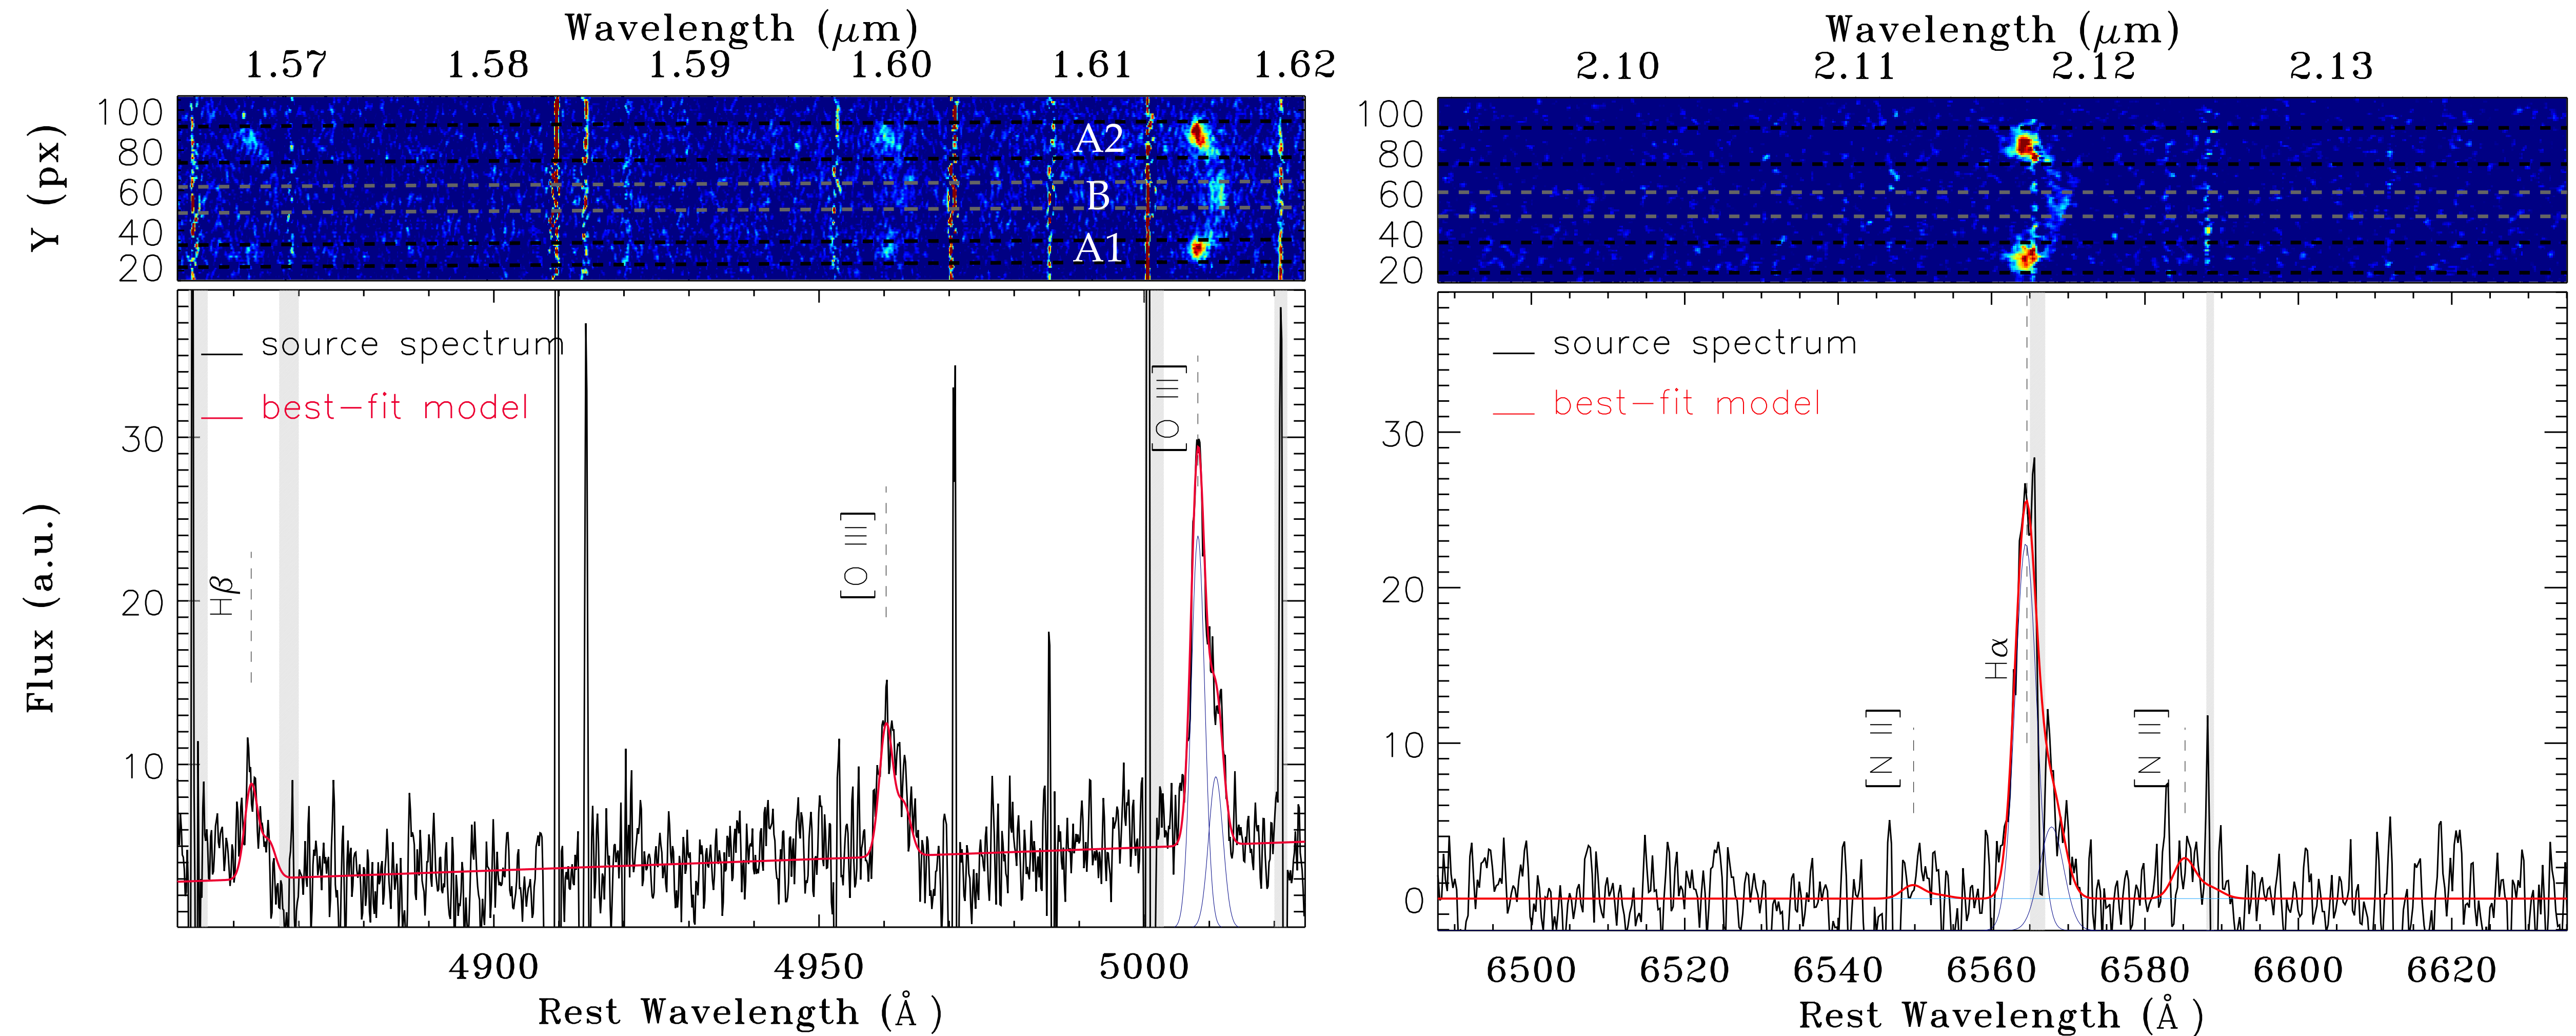 Wavelength (μm)
1.57 1.58 1.59 1.60 1.61 1.62
Y (px)
100
80
60
40
20
A2
B
A1
source spectrum
best-fit model
Hβ
[O III]
[O III]
Flux (a.u.)
30
20
10
4900 4950 5000
Rest Wavelength (Å)
Wavelength (μm)
2.10 2.11 2.12 2.13
100
80
60
40
20
source spectrum
best-fit model
[N II]
Hα
[N II]
30
20
10
0
6500 6520 6540 6560 6580 6600 6620
Rest Wavelength (Å)